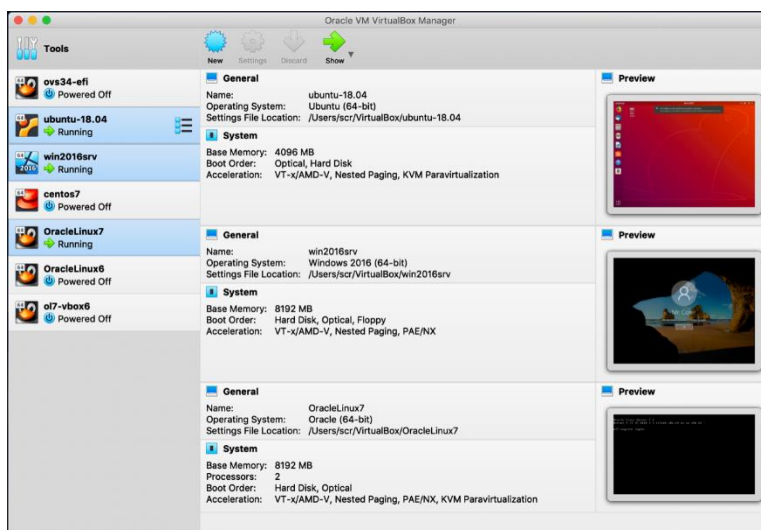 Oracle VM VirtualBox Manager
Tools
New Settings Discard Show
ovs34-efi
Powered Off
ubuntu-18.04
Running
win2016srv
Running
centos7
Powered Off
OracleLinux7
Running
OracleLinux6
Powered Off
ol7-vbox6
Powered Off
General
Name: ubuntu-18.04
Operating System: Ubuntu (64-bit)
Settings File Location: /Users/scr/VirtualBox/ubuntu-18.04
System
Base Memory: 4096 MB
Boot Order: Optical, Hard Disk
Acceleration: VT-x/AMD-V, Nested Paging, KVM Paravirtualization
Preview
General
Name: win2016srv
Operating System: Windows 2016 (64-bit)
Settings File Location: /Users/scr/VirtualBox/win2016srv
System
Base Memory: 8192 MB
Boot Order: Hard Disk, Optical, Floppy
Acceleration: VT-x/AMD-V, Nested Paging, PAE/NX
Preview
General
Name: OracleLinux7
Operating System: Oracle (64-bit)
Settings File Location: /Users/scr/VirtualBox/OracleLinux7
System
Base Memory: 8192 MB
Processors: 2
Boot Order: Hard Disk, Optical
Acceleration: VT-x/AMD-V, Nested Paging, PAE/NX, KVM Paravirtualization
Preview